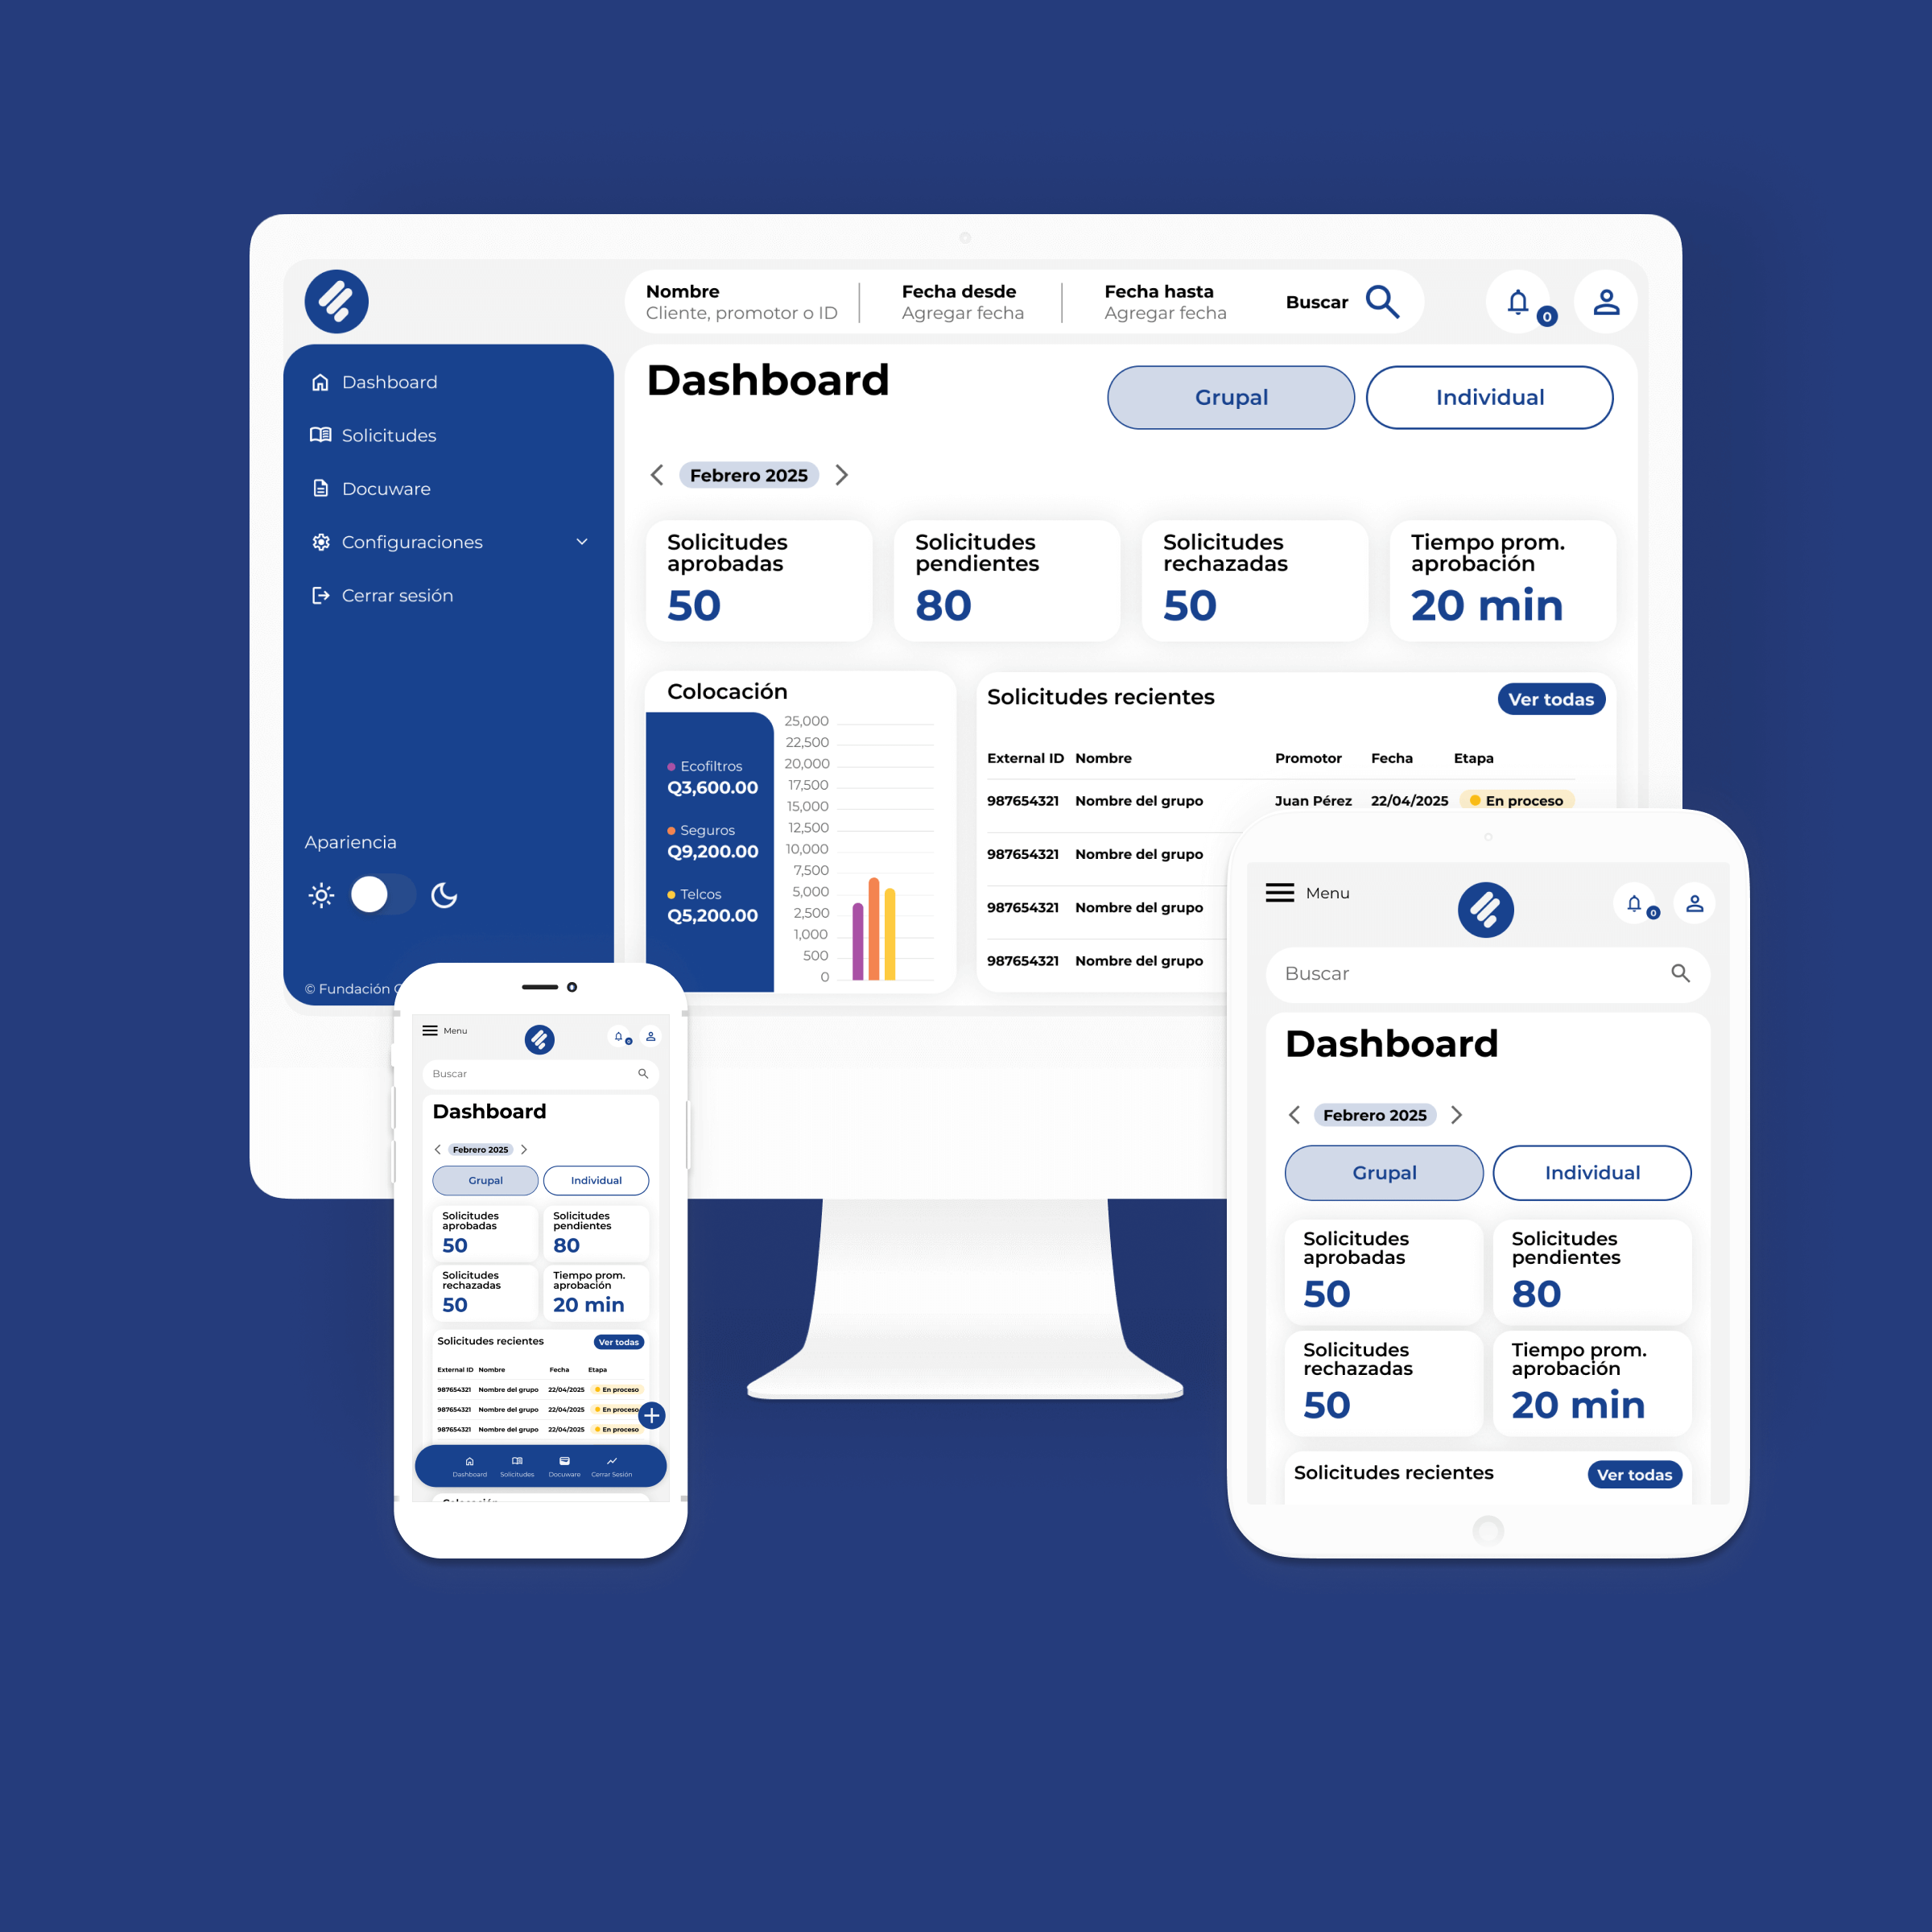 Nombre
Cliente, promotor o ID
Fecha desde
Agregar fecha
Fecha hasta
Agregar fecha
Buscar
0
Dashboard
Solicitudes
Docuware
Configuraciones
Cerrar sesión
Apariencia
© Fundación
Dashboard
Grupal
Individual
Febrero 2025
Solicitudes
aprobadas
50
Solicitudes
pendientes
80
Solicitudes
rechazadas
50
Tiempo prom.
aprobación
20 min
Colocación
Ecofiltros
Q3,600.00
Seguros
Q9,200.00
Telcos
Q5,200.00
25,000
22,500
20,000
17,500
15,000
12,500
10,000
7,500
5,000
2,500
1,000
500
0
Solicitudes recientes
Ver todas
External ID Nombre Promotor Fecha Etapa
987654321 Nombre del grupo Juan Pérez 22/04/2025 En proceso
987654321 Nombre del grupo
987654321 Nombre del grupo
987654321 Nombre del grupo
Menu
0
Buscar
Dashboard
Febrero 2025
Grupal
Individual
Solicitudes
aprobadas
50
Solicitudes
pendientes
80
Solicitudes
rechazadas
50
Tiempo prom.
aprobación
20 min
Solicitudes recientes
Ver todas
External ID Nombre Fecha Etapa
987654321 Nombre del grupo 22/04/2025 En proceso
987654321 Nombre del grupo 22/04/2025 En proceso
987654321 Nombre del grupo 22/04/2025 En proceso
Dashboard Solicitudes Docuware Cerrar Sesión
Menu
0
Buscar
Dashboard
Febrero 2025
Grupal
Individual
Solicitudes
aprobadas
50
Solicitudes
pendientes
80
Solicitudes
rechazadas
50
Tiempo prom.
aprobación
20 min
Solicitudes recientes
Ver todas